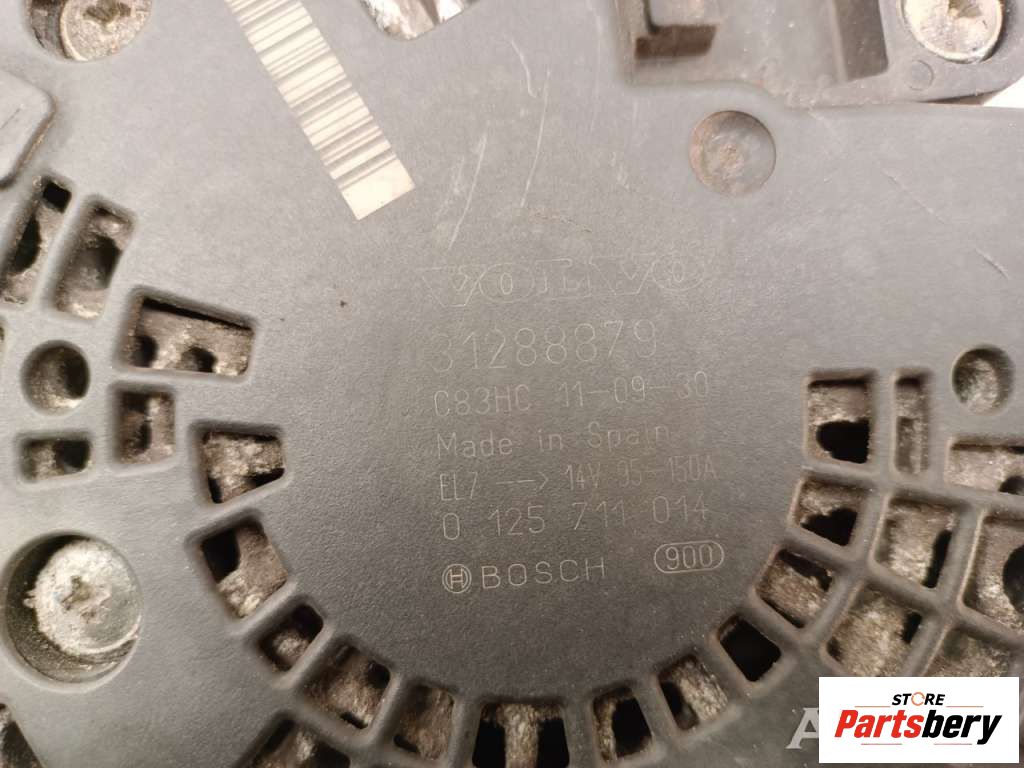 VOLVO
31288879
C83HC 11-09-30
Made in Spain
EL7 --> 14V 95-150A
0 125 711 014
BOSCH 900
STORE
Partsbery
A